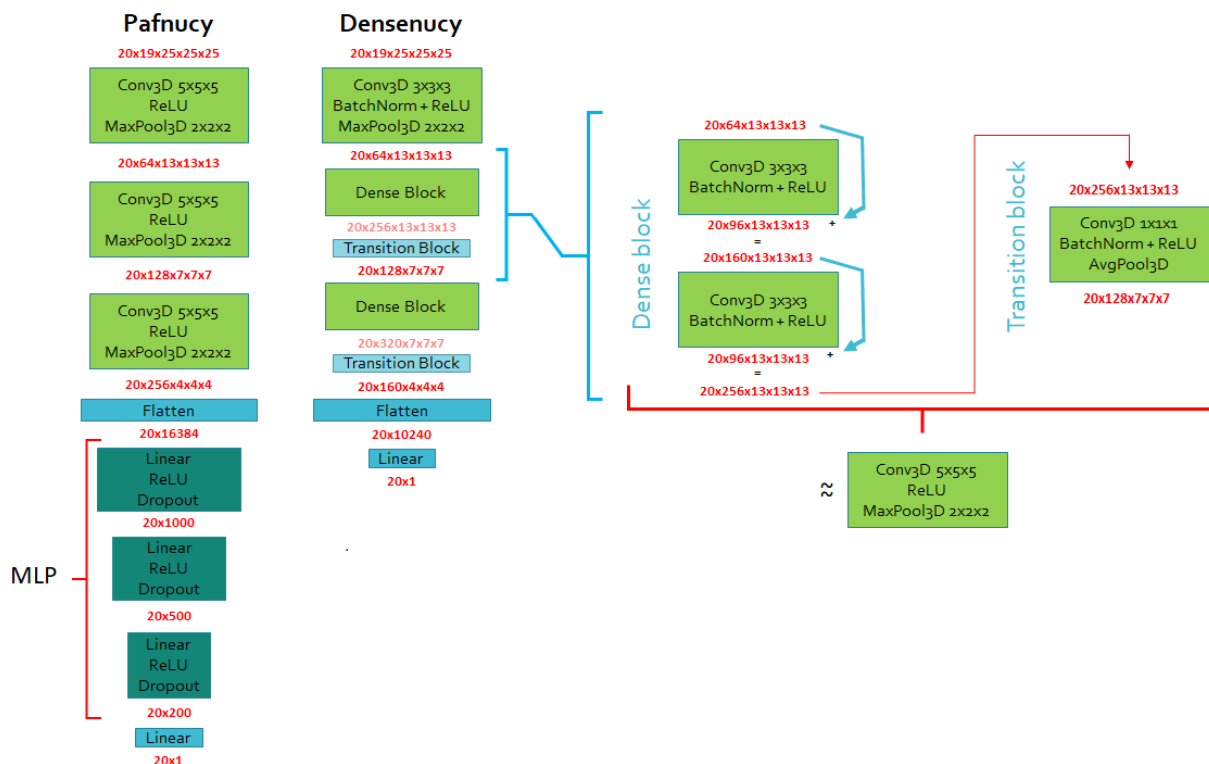 Pafnucy
20x19x25x25x25
Conv3D 5x5x5
ReLU
MaxPool3D 2x2x2
20x64x13x13x13
Conv3D 5x5x5
ReLU
MaxPool3D 2x2x2
20x128x7x7x7
Conv3D 5x5x5
ReLU
MaxPool3D 2x2x2
20x256x4x4x4
Flatten
20x16384
MLP
Linear
ReLU
Dropout
20x1000
Linear
ReLU
Dropout
20x500
Linear
ReLU
Dropout
20x200
Linear
20x1
Densenucy
20x19x25x25x25
Conv3D 3x3x3
BatchNorm + ReLU
MaxPool3D 2x2x2
20x64x13x13x13
Dense Block
20x256x13x13x13
Transition Block
20x128x7x7x7
Dense Block
20x320x7x7x7
Transition Block
20x160x4x4x4
Flatten
20x10240
Linear
20x1
Dense block
20x64x13x13x13
Conv3D 3x3x3
BatchNorm + ReLU
20x96x13x13x13 +
=
20x160x13x13x13
Conv3D 3x3x3
BatchNorm + ReLU
20x96x13x13x13 +
=
20x256x13x13x13
Transition block
20x256x13x13x13
Conv3D 1x1x1
BatchNorm + ReLU
AvgPool3D
20x128x7x7x7
≈
Conv3D 5x5x5
ReLU
MaxPool3D 2x2x2